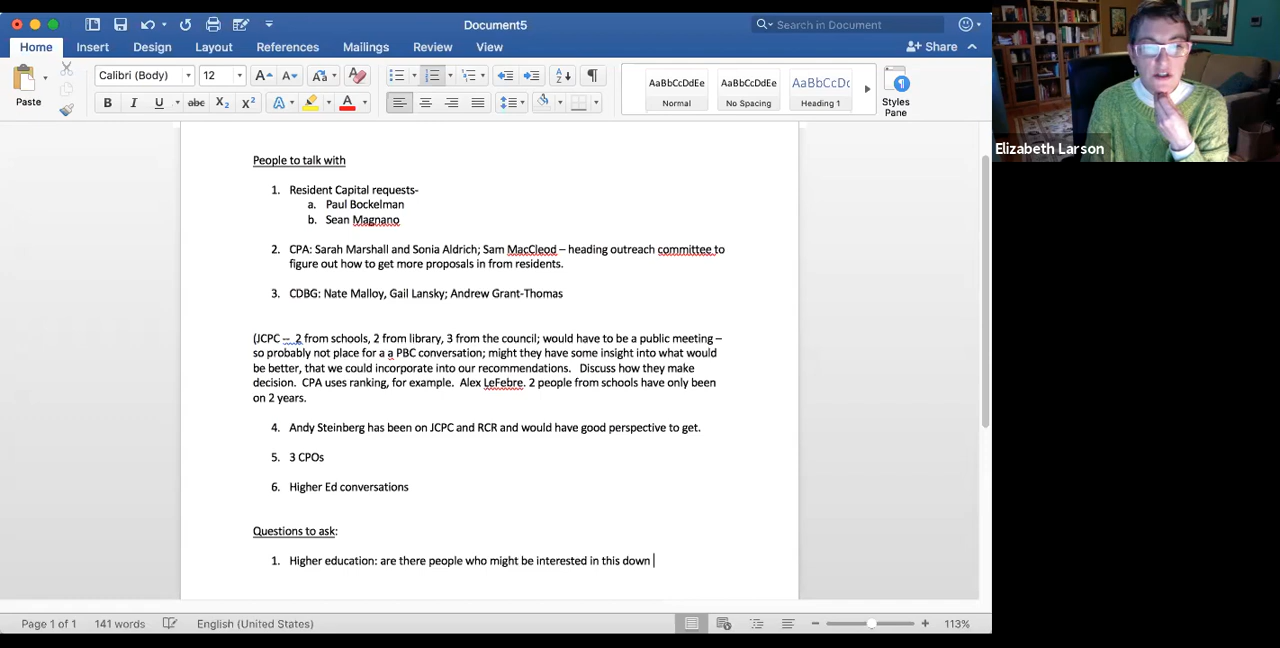 Document5
Search in Document
Home Insert Design Layout References Mailings Review View
Share
Paste
Calibri (Body) 12
AaBbCcDdEe AaBbCcDdEe AaBbCcDc
Normal No Spacing Heading 1
Styles
Pane
B I U abc X₂ X²
People to talk with
1. Resident Capital requests-
a. Paul Bockelman
b. Sean Magnano
2. CPA: Sarah Marshall and Sonia Aldrich; Sam MacCleod – heading outreach committee to
figure out how to get more proposals in from residents.
3. CDBG: Nate Malloy, Gail Lansky; Andrew Grant-Thomas
(JCPC -- 2 from schools, 2 from library, 3 from the council; would have to be a public meeting –
so probably not place for a a PBC conversation; might they have some insight into what would
be better, that we could incorporate into our recommendations. Discuss how they make
decision. CPA uses ranking, for example. Alex LeFebre. 2 people from schools have only been
on 2 years.
4. Andy Steinberg has been on JCPC and RCR and would have good perspective to get.
5. 3 CPOs
6. Higher Ed conversations
Questions to ask:
1. Higher education: are there people who might be interested in this down
Page 1 of 1 141 words English (United States) 113%
Elizabeth Larson